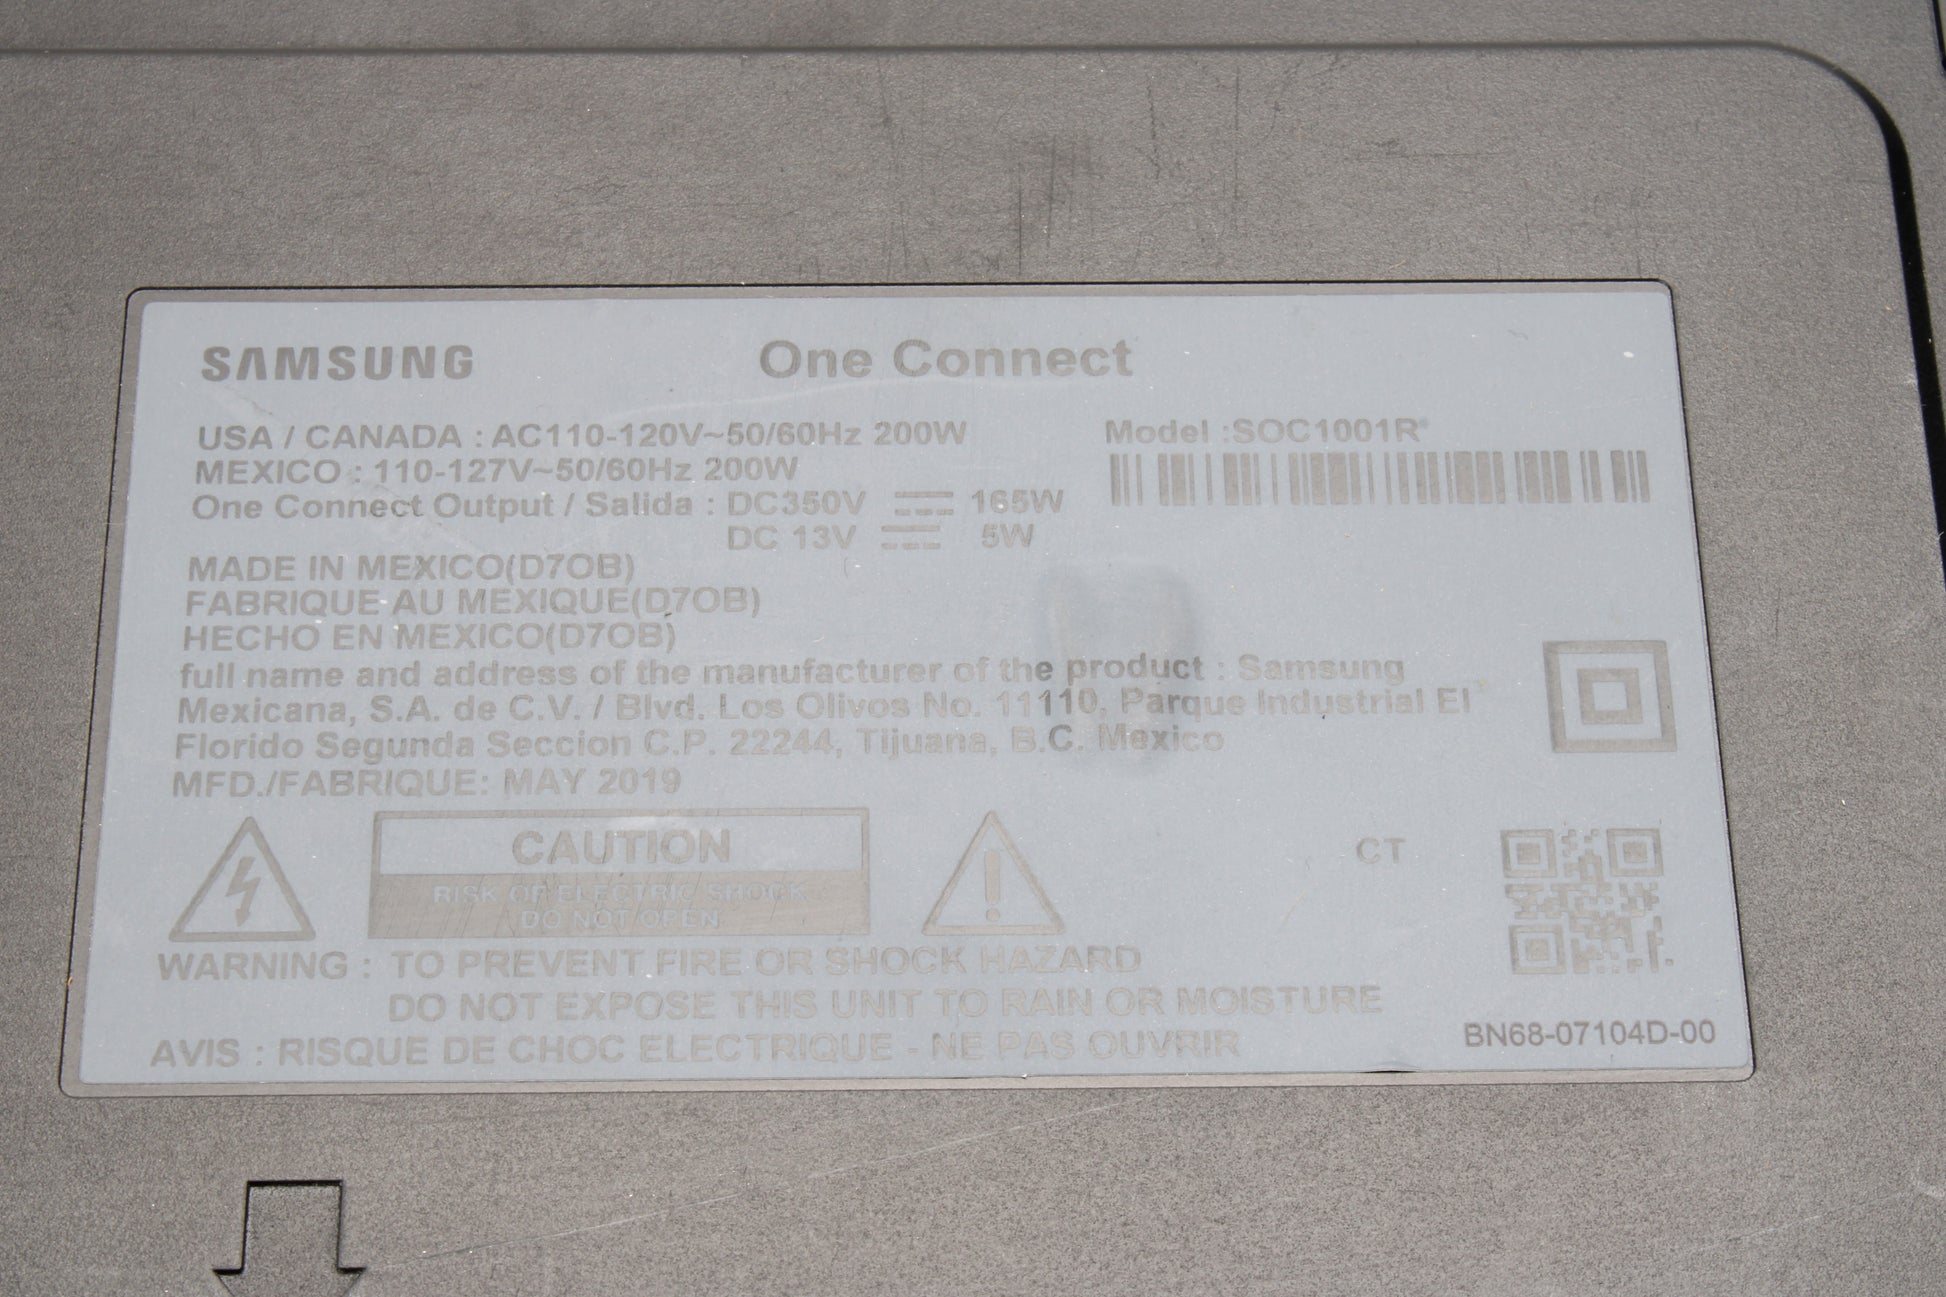 SAMSUNG One Connect
USA / CANADA : AC110-120V~50/60Hz 200W
Model :SOC1001R
MEXICO : 110-127V~50/60Hz 200W
One Connect Output / Salida : DC350V 165W
DC 13V 5W
MADE IN MEXICO(D7OB)
FABRIQUE AU MEXIQUE(D7OB)
HECHO EN MEXICO(D7OB)
full name and address of the manufacturer of the product : Samsung
Mexicana, S.A. de C.V. / Blvd. Los Olivos No. 11110, Parque Industrial El
Florido Segunda Seccion C.P. 22244, Tijuana, B.C. Mexico
MFD./FABRIQUE: MAY 2019
CAUTION
RISK OF ELECTRIC SHOCK
DO NOT OPEN
CT
WARNING : TO PREVENT FIRE OR SHOCK HAZARD
DO NOT EXPOSE THIS UNIT TO RAIN OR MOISTURE
AVIS : RISQUE DE CHOC ELECTRIQUE - NE PAS OUVRIR
BN68-07104D-00